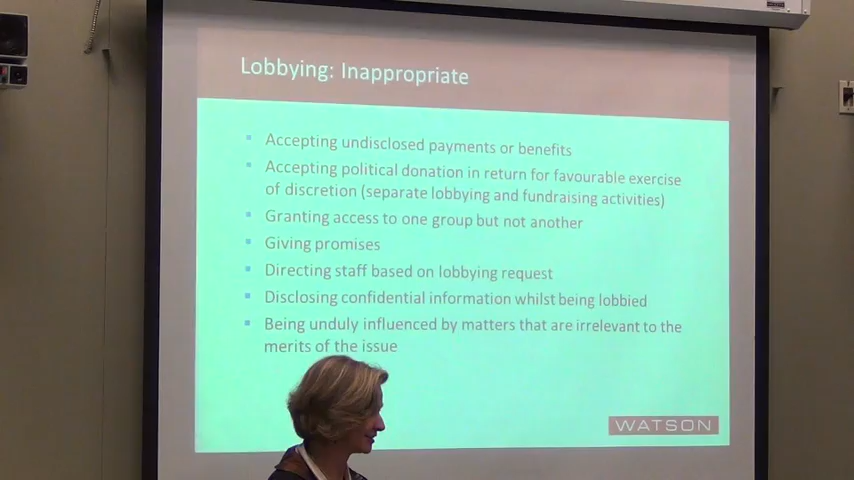 Lobbying: Inappropriate
Accepting undisclosed payments or benefits
Accepting political donation in return for favourable exercise
of discretion (separate lobbying and fundraising activities)
Granting access to one group but not another
Giving promises
Directing staff based on lobbying request
Disclosing confidential information whilst being lobbied
Being unduly influenced by matters that are irrelevant to the
merits of the issue
WATSON